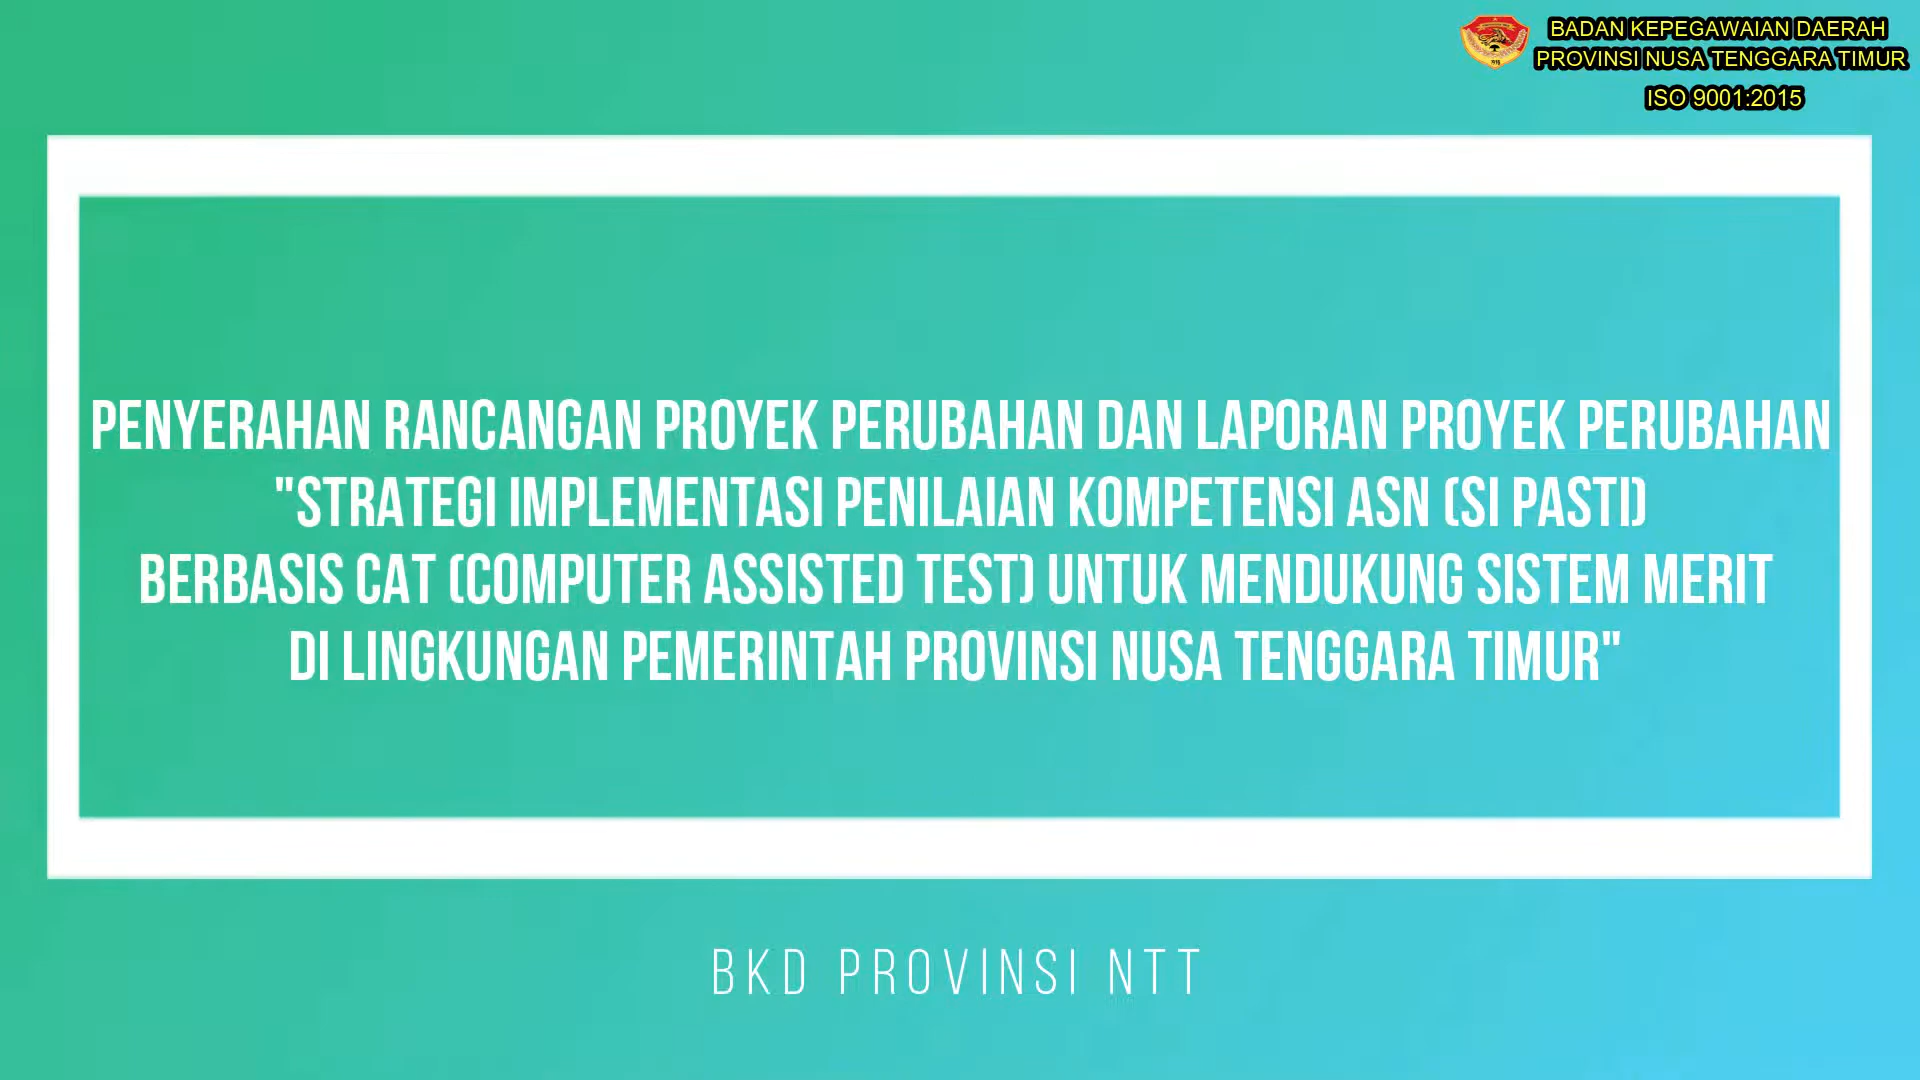 BADAN KEPEGAWAIAN DAERAH
PROVINSI NUSA TENGGARA TIMUR
ISO 9001:2015
PENYERAHAN RANCANGAN PROYEK PERUBAHAN DAN LAPORAN PROYEK PERUBAHAN
"STRATEGI IMPLEMENTASI PENILAIAN KOMPETENSI ASN (SI PASTI)
BERBASIS CAT (COMPUTER ASSISTED TEST) UNTUK MENDUKUNG SISTEM MERIT
DI LINGKUNGAN PEMERINTAH PROVINSI NUSA TENGGARA TIMUR"
BKD PROVINSI NTT